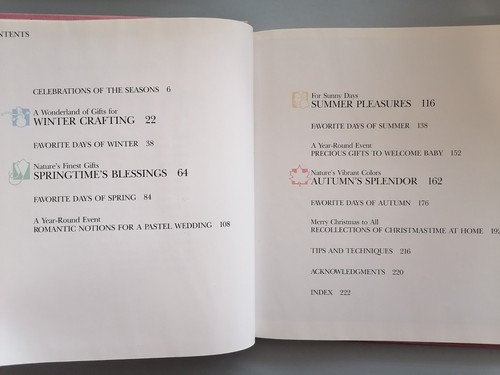 NTENTS
CELEBRATIONS OF THE SEASONS 6
A Wonderland of Gifts for
WINTER CRAFTING 22
FAVORITE DAYS OF WINTER 38
Nature's Finest Gifts
SPRINGTIME'S BLESSINGS 64
FAVORITE DAYS OF SPRING 84
A Year-Round Event
ROMANTIC NOTIONS FOR A PASTEL WEDDING 108
For Sunny Days
SUMMER PLEASURES 116
FAVORITE DAYS OF SUMMER 138
A Year-Round Event
PRECIOUS GIFTS TO WELCOME BABY 152
Nature's Vibrant Colors
AUTUMN'S SPLENDOR 162
FAVORITE DAYS OF AUTUMN 176
Merry Christmas to All
RECOLLECTIONS OF CHRISTMASTIME AT HOME 192
TIPS AND TECHNIQUES 216
ACKNOWLEDGMENTS 220
INDEX 222